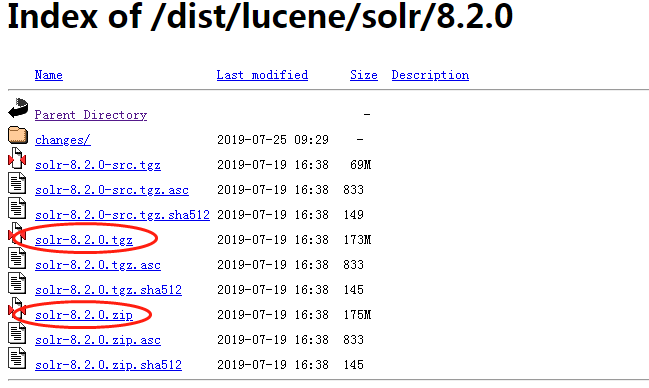 Index of /dist/lucene/solr/8.2.0
Name Last modified Size Description
Parent Directory -
changes/ 2019-07-25 09:29 -
solr-8.2.0-src.tgz 2019-07-19 16:38 69M
solr-8.2.0-src.tgz.asc 2019-07-19 16:38 833
solr-8.2.0-src.tgz.sha512 2019-07-19 16:38 149
solr-8.2.0.tgz 2019-07-19 16:38 173M
solr-8.2.0.tgz.asc 2019-07-19 16:38 833
solr-8.2.0.tgz.sha512 2019-07-19 16:38 145
solr-8.2.0.zip 2019-07-19 16:38 175M
solr-8.2.0.zip.asc 2019-07-19 16:38 833
solr-8.2.0.zip.sha512 2019-07-19 16:38 145